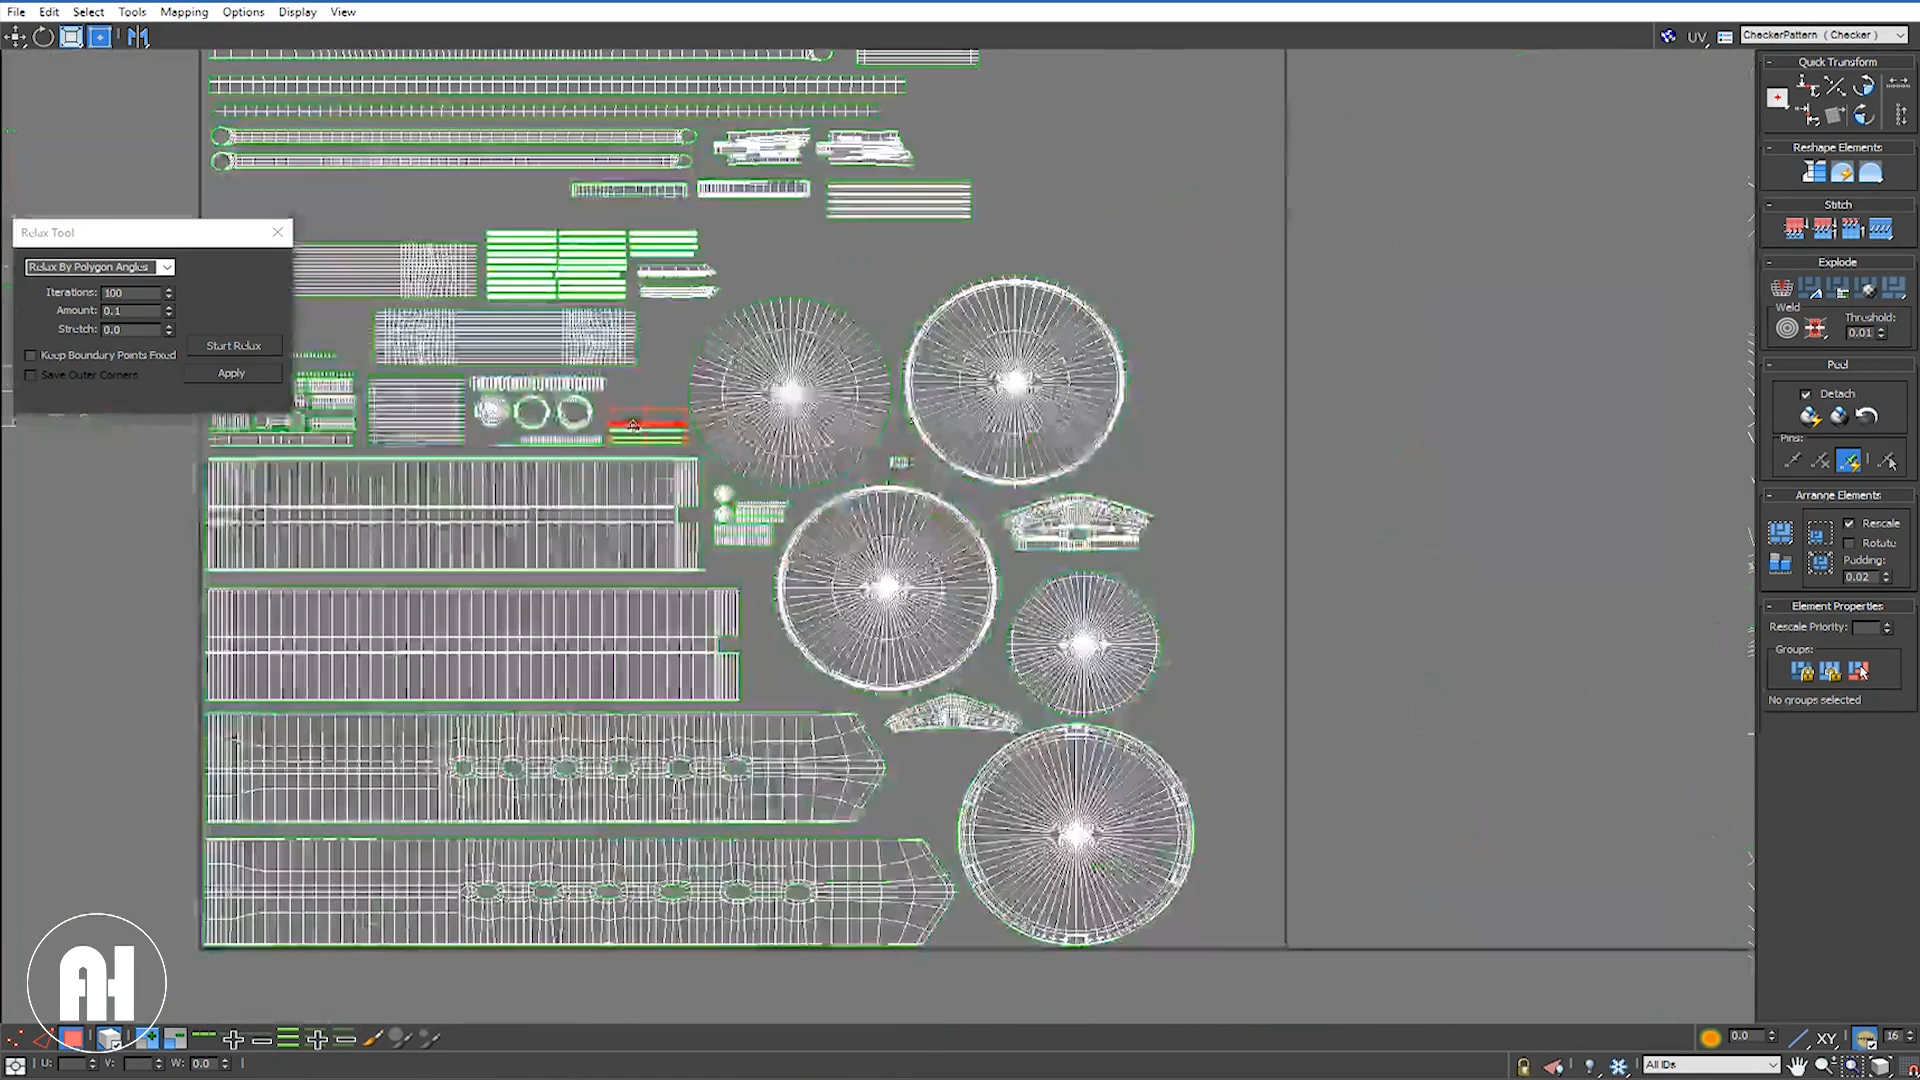 File Edit Select Tools Mapping Options Display View
UV
CheckerPattern ( Checker )
Quick Transform
Reshape Elements
Stitch
Explode
Weld
Threshold:
0.01
Peel
Detach
Pins:
Arrange Elements
Rescale
Rotate
Padding:
0.02
Element Properties
Rescale Priority:
Groups:
No groups selected
Relax Tool
Relax By Polygon Angles
Iterations: 100
Amount: 0.1
Stretch: 0.0
Start Relax
Keep Boundary Points Fixed
Apply
Save Outer Corners
AH
0.0
XY
16
U:
V:
W: 0.0
All IDs